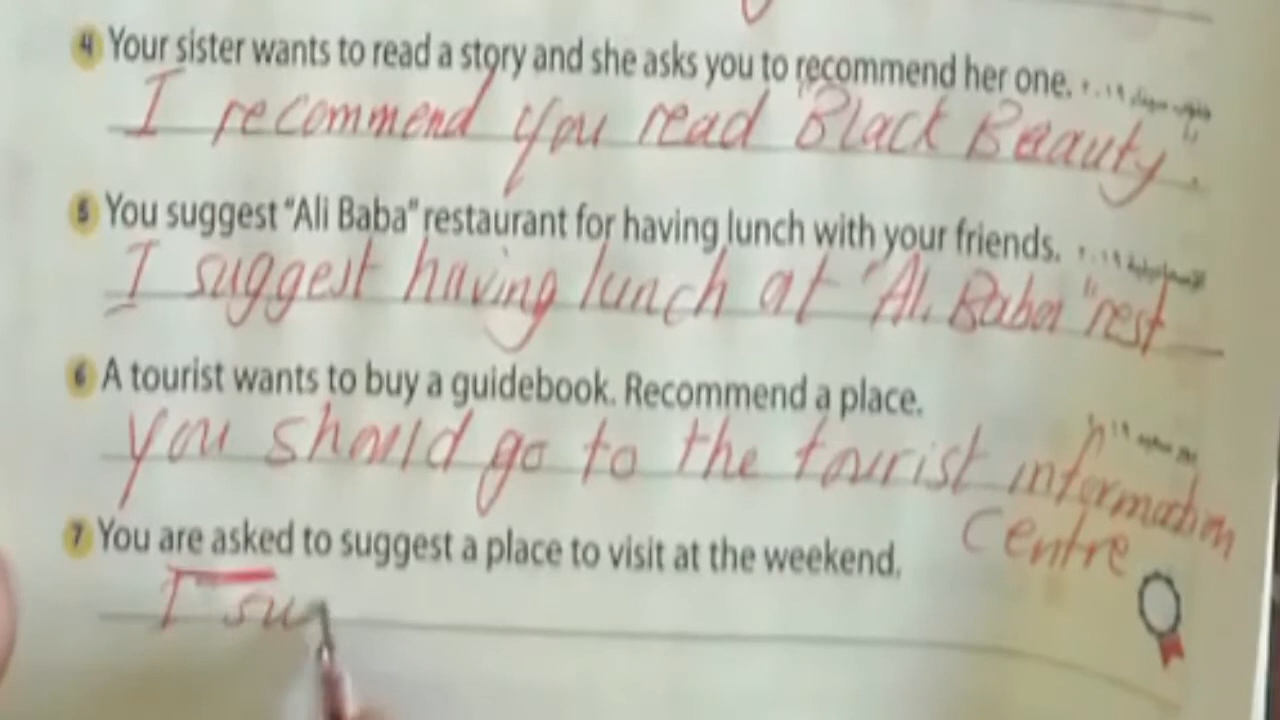 4 Your sister wants to read a story and she asks you to recommend her one.
I recommend you read "Black Beauty".
5 You suggest "Ali Baba" restaurant for having lunch with your friends.
I suggest having lunch at "Ali Baba" rest
6 A tourist wants to buy a guidebook. Recommend a place.
You should go to the tourist information
centre
7 You are asked to suggest a place to visit at the weekend.
I su